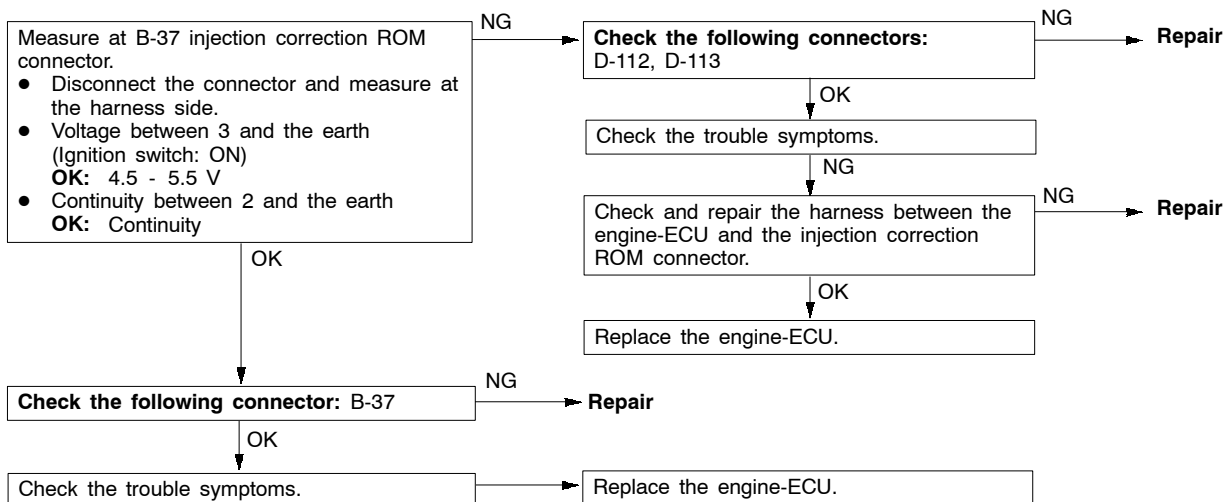 Measure at B-37 injection correction ROM
connector.
● Disconnect the connector and measure at
the harness side.
● Voltage between 3 and the earth
(Ignition switch: ON)
OK: 4.5 - 5.5 V
● Continuity between 2 and the earth
OK: Continuity
NG
Check the following connectors:
D-112, D-113
NG
Repair
OK
Check the trouble symptoms.
NG
Check and repair the harness between the
engine-ECU and the injection correction
ROM connector.
NG
Repair
OK
Replace the engine-ECU.
OK
Check the following connector: B-37
NG
Repair
OK
Check the trouble symptoms.
Replace the engine-ECU.